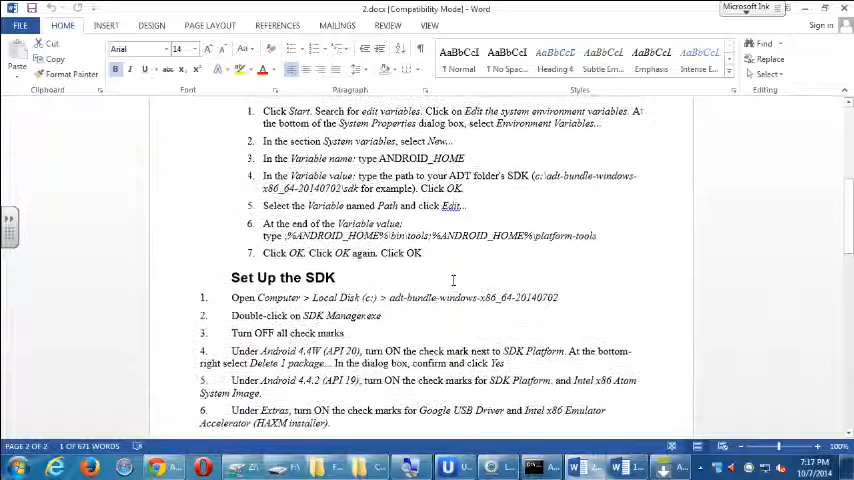 2.docx [Compatibility Mode] - Word
Microsoft Ink
FILE HOME INSERT DESIGN PAGE LAYOUT REFERENCES MAILINGS REVIEW VIEW Sign in
Paste Cut Copy Format Painter
Arial 14
Find Replace Select
AaBbCcI AaBbCcI AaBbCcI AaBbCcI AaBbCcI AaBbCcI
¶ Normal ¶ No Spac... Heading 4 Subtle Em... Emphasis Intense E...
Clipboard Font Paragraph Styles Editing
1. Click Start. Search for edit variables. Click on Edit the system environment variables. At
the bottom of the System Properties dialog box, select Environment Variables...
2. In the section System variables, select New...
3. In the Variable name: type ANDROID_HOME
4. In the Variable value: type the path to your ADT folder's SDK (c:\adt-bundle-windows-
x86_64-20140702\sdk for example). Click OK.
5. Select the Variable named Path and click Edit...
6. At the end of the Variable value:
type ;%ANDROID_HOME%\bin\tools;%ANDROID_HOME%\platform-tools
7. Click OK. Click OK again. Click OK
Set Up the SDK
1. Open Computer > Local Disk (c:) > adt-bundle-windows-x86_64-20140702
2. Double-click on SDK Manager.exe
3. Turn OFF all check marks
4. Under Android 4.4W (API 20), turn ON the check mark next to SDK Platform. At the bottom-
right select Delete 1 package... In the dialog box, confirm and click Yes
5. Under Android 4.4.2 (API 19), turn ON the check marks for SDK Platform, and Intel x86 Atom
System Image.
6. Under Extras, turn ON the check marks for Google USB Driver and Intel x86 Emulator
Accelerator (HAXM installer).
PAGE 2 OF 2 1 OF 671 WORDS 100%
A... Z:\... F:\... F... C... U... L... A... 2... 1... A...
7:17 PM
10/7/2014